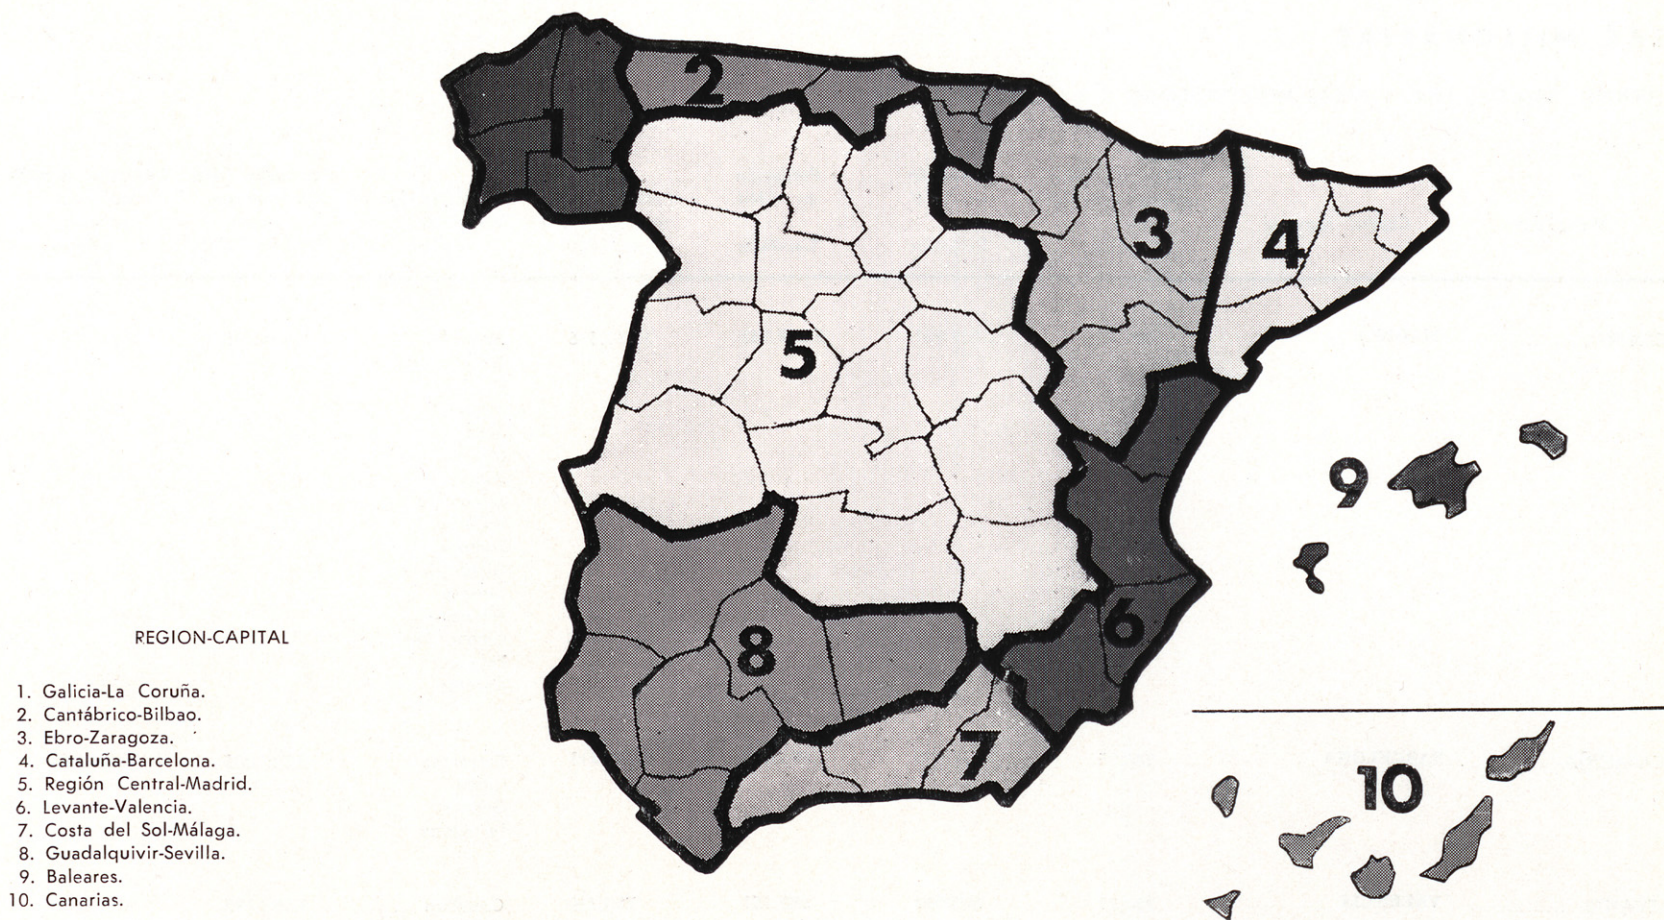 1
2
3
4
5
6
7
8
9
10
REGION-CAPITAL
1. Galicia-La Coruña.
2. Cantábrico-Bilbao.
3. Ebro-Zaragoza.
4. Cataluña-Barcelona.
5. Región Central-Madrid.
6. Levante-Valencia.
7. Costa del Sol-Málaga.
8. Guadalquivir-Sevilla.
9. Baleares.
10. Canarias.